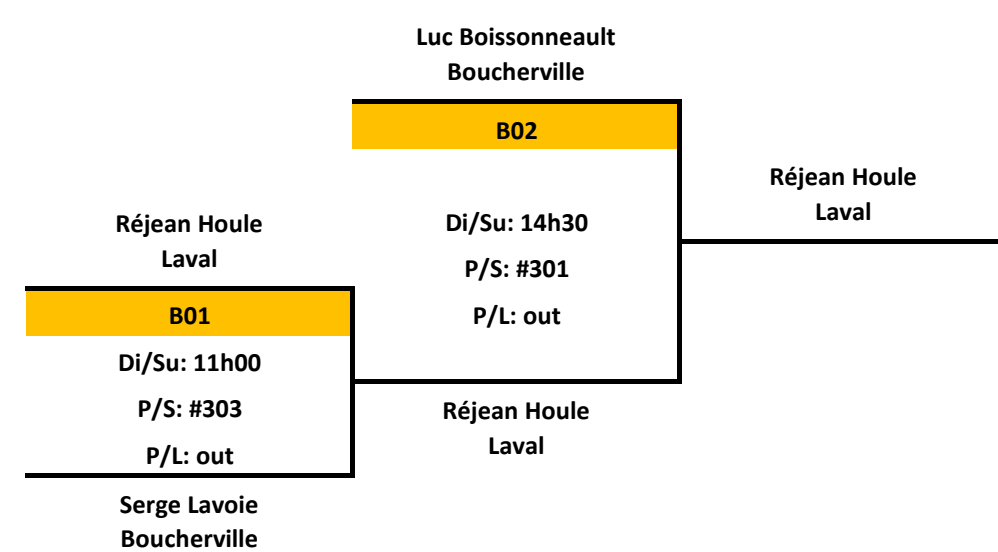 Luc Boissonneault
Boucherville
B02
Di/Su: 14h30
P/S: #301
P/L: out
Réjean Houle
Laval
Réjean Houle
Laval
B01
Di/Su: 11h00
P/S: #303
P/L: out
Réjean Houle
Laval
Serge Lavoie
Boucherville